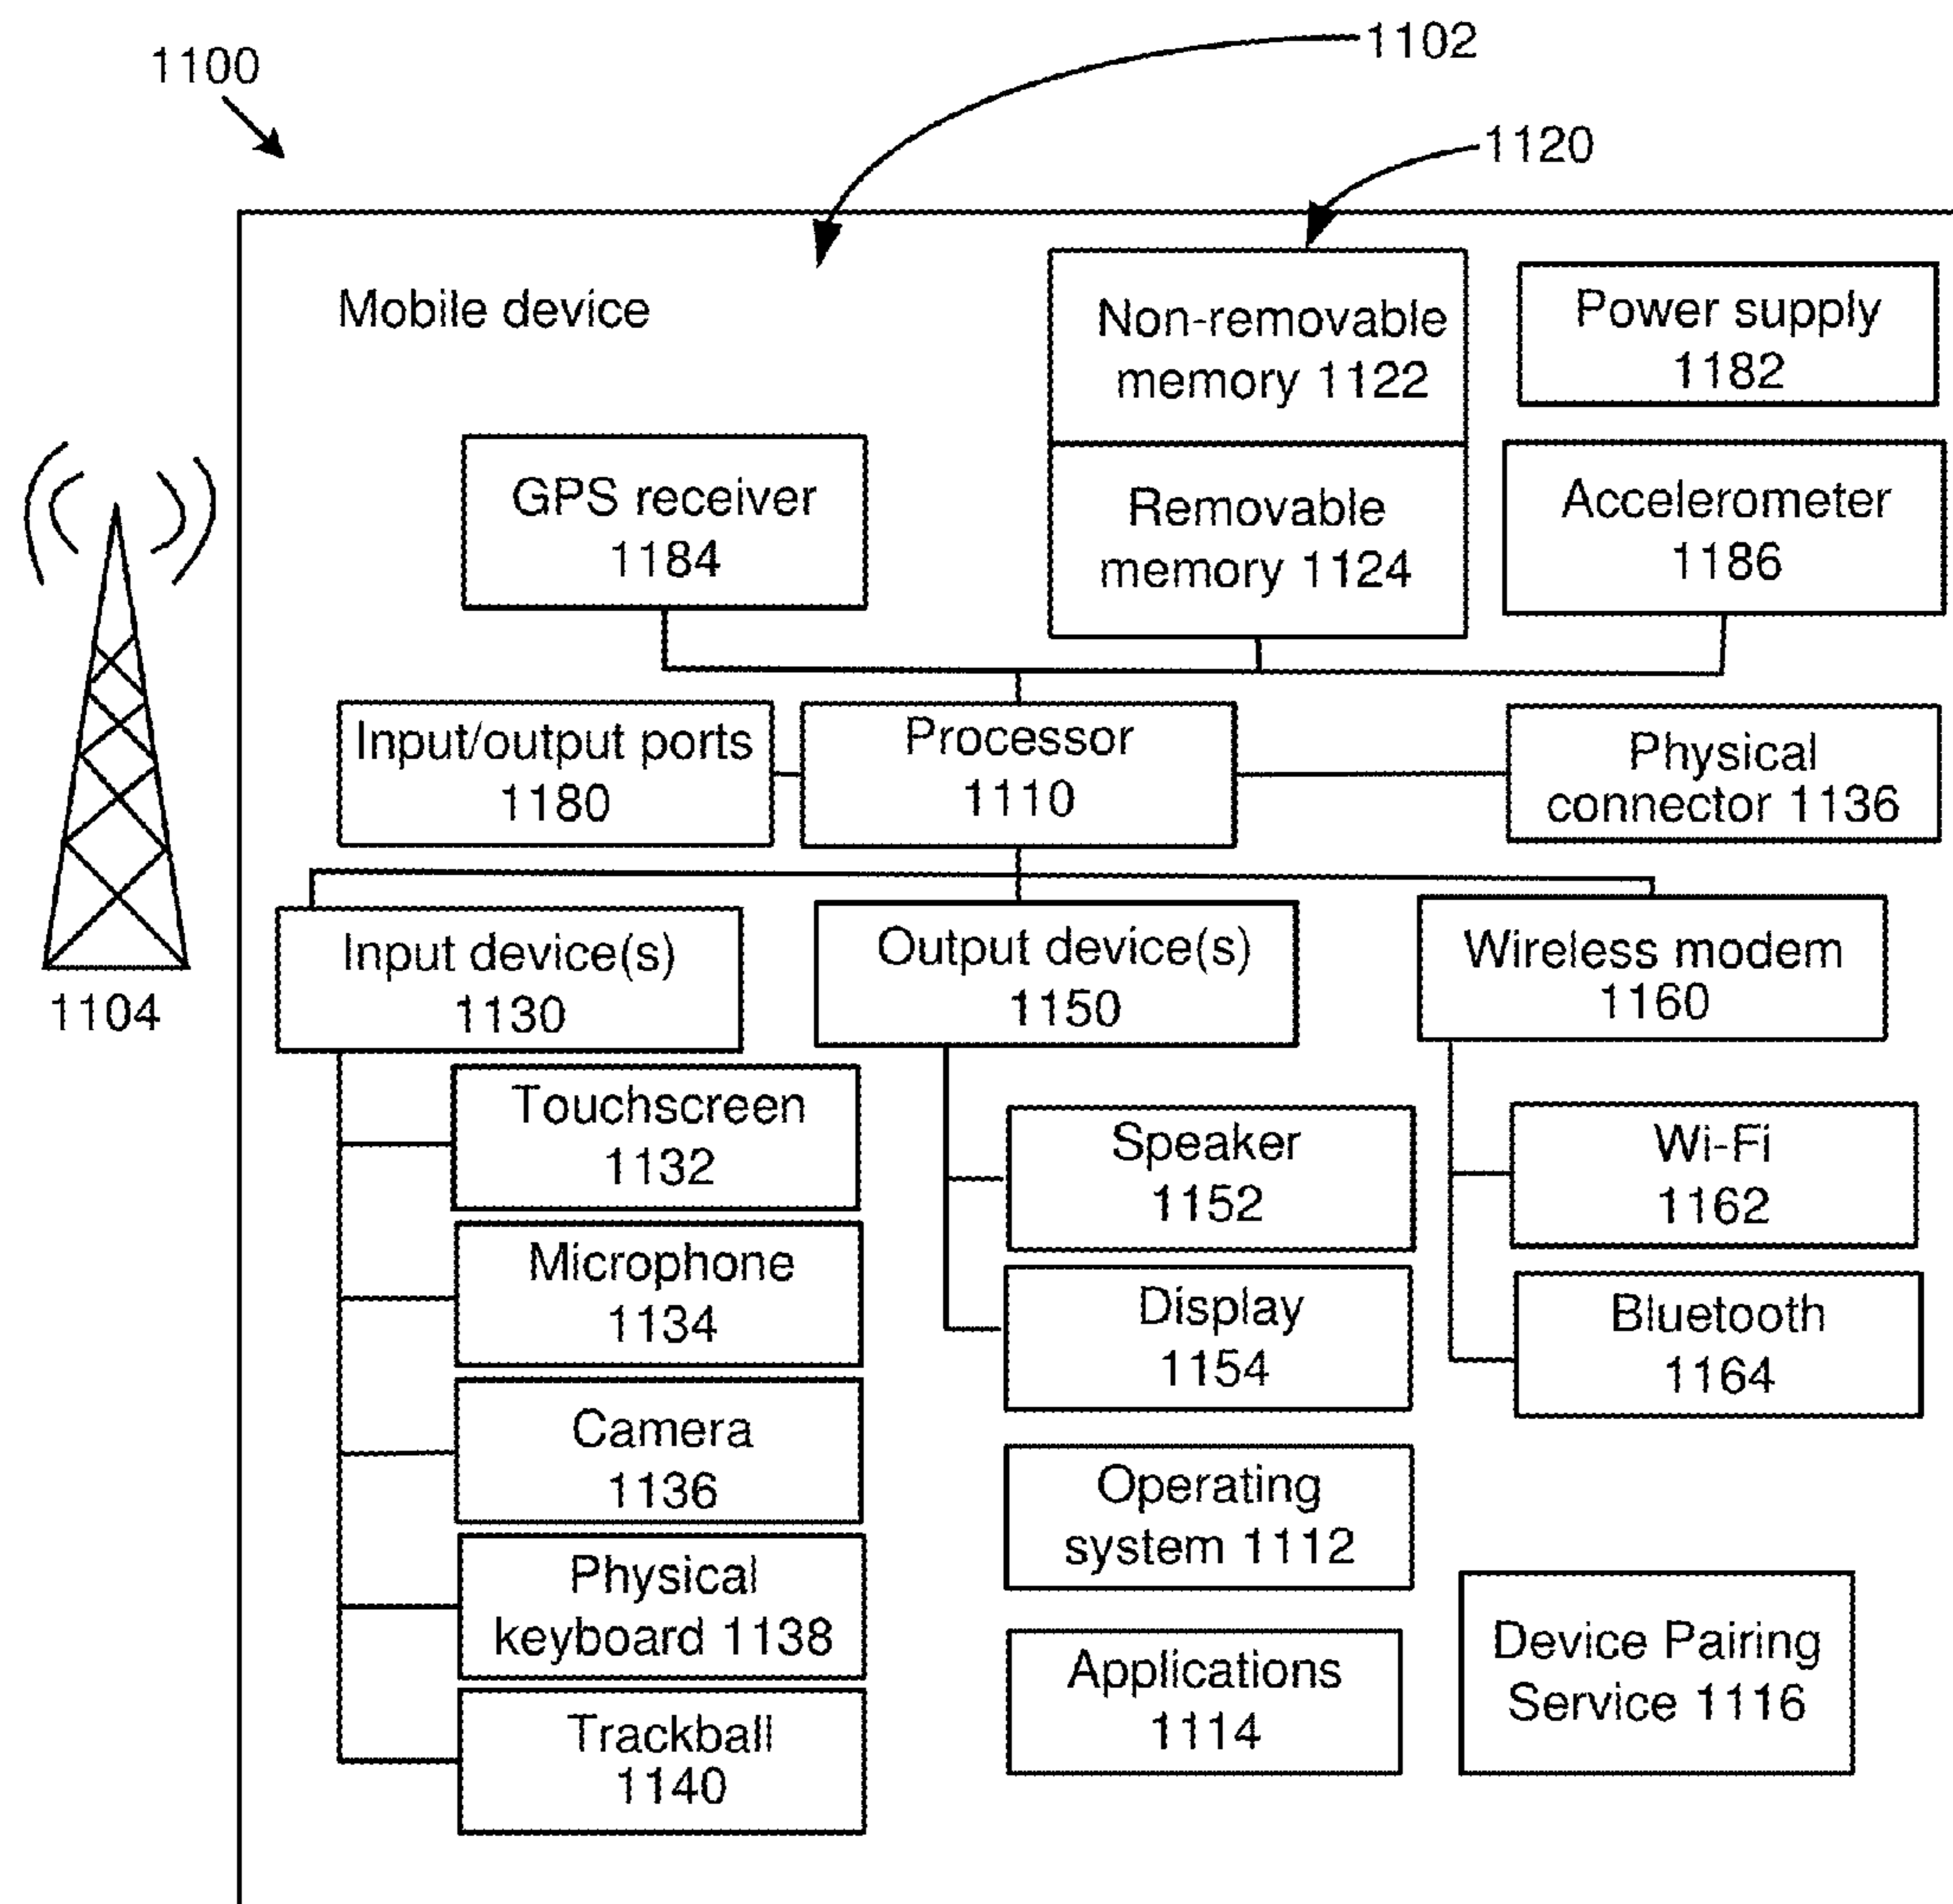 1100
1102
1120
Mobile device
Non-removable
memory 1122
Power supply
1182
GPS receiver
1184
Removable
memory 1124
Accelerometer
1186
Input/output ports
1180
Processor
1110
Physical
connector 1136
Input device(s)
1130
Output device(s)
1150
Wireless modem
1160
1104
Touchscreen
1132
Speaker
1152
Wi-Fi
1162
Microphone
1134
Display
1154
Bluetooth
1164
Camera
1136
Operating
system 1112
Physical
keyboard 1138
Applications
1114
Device Pairing
Service 1116
Trackball
1140